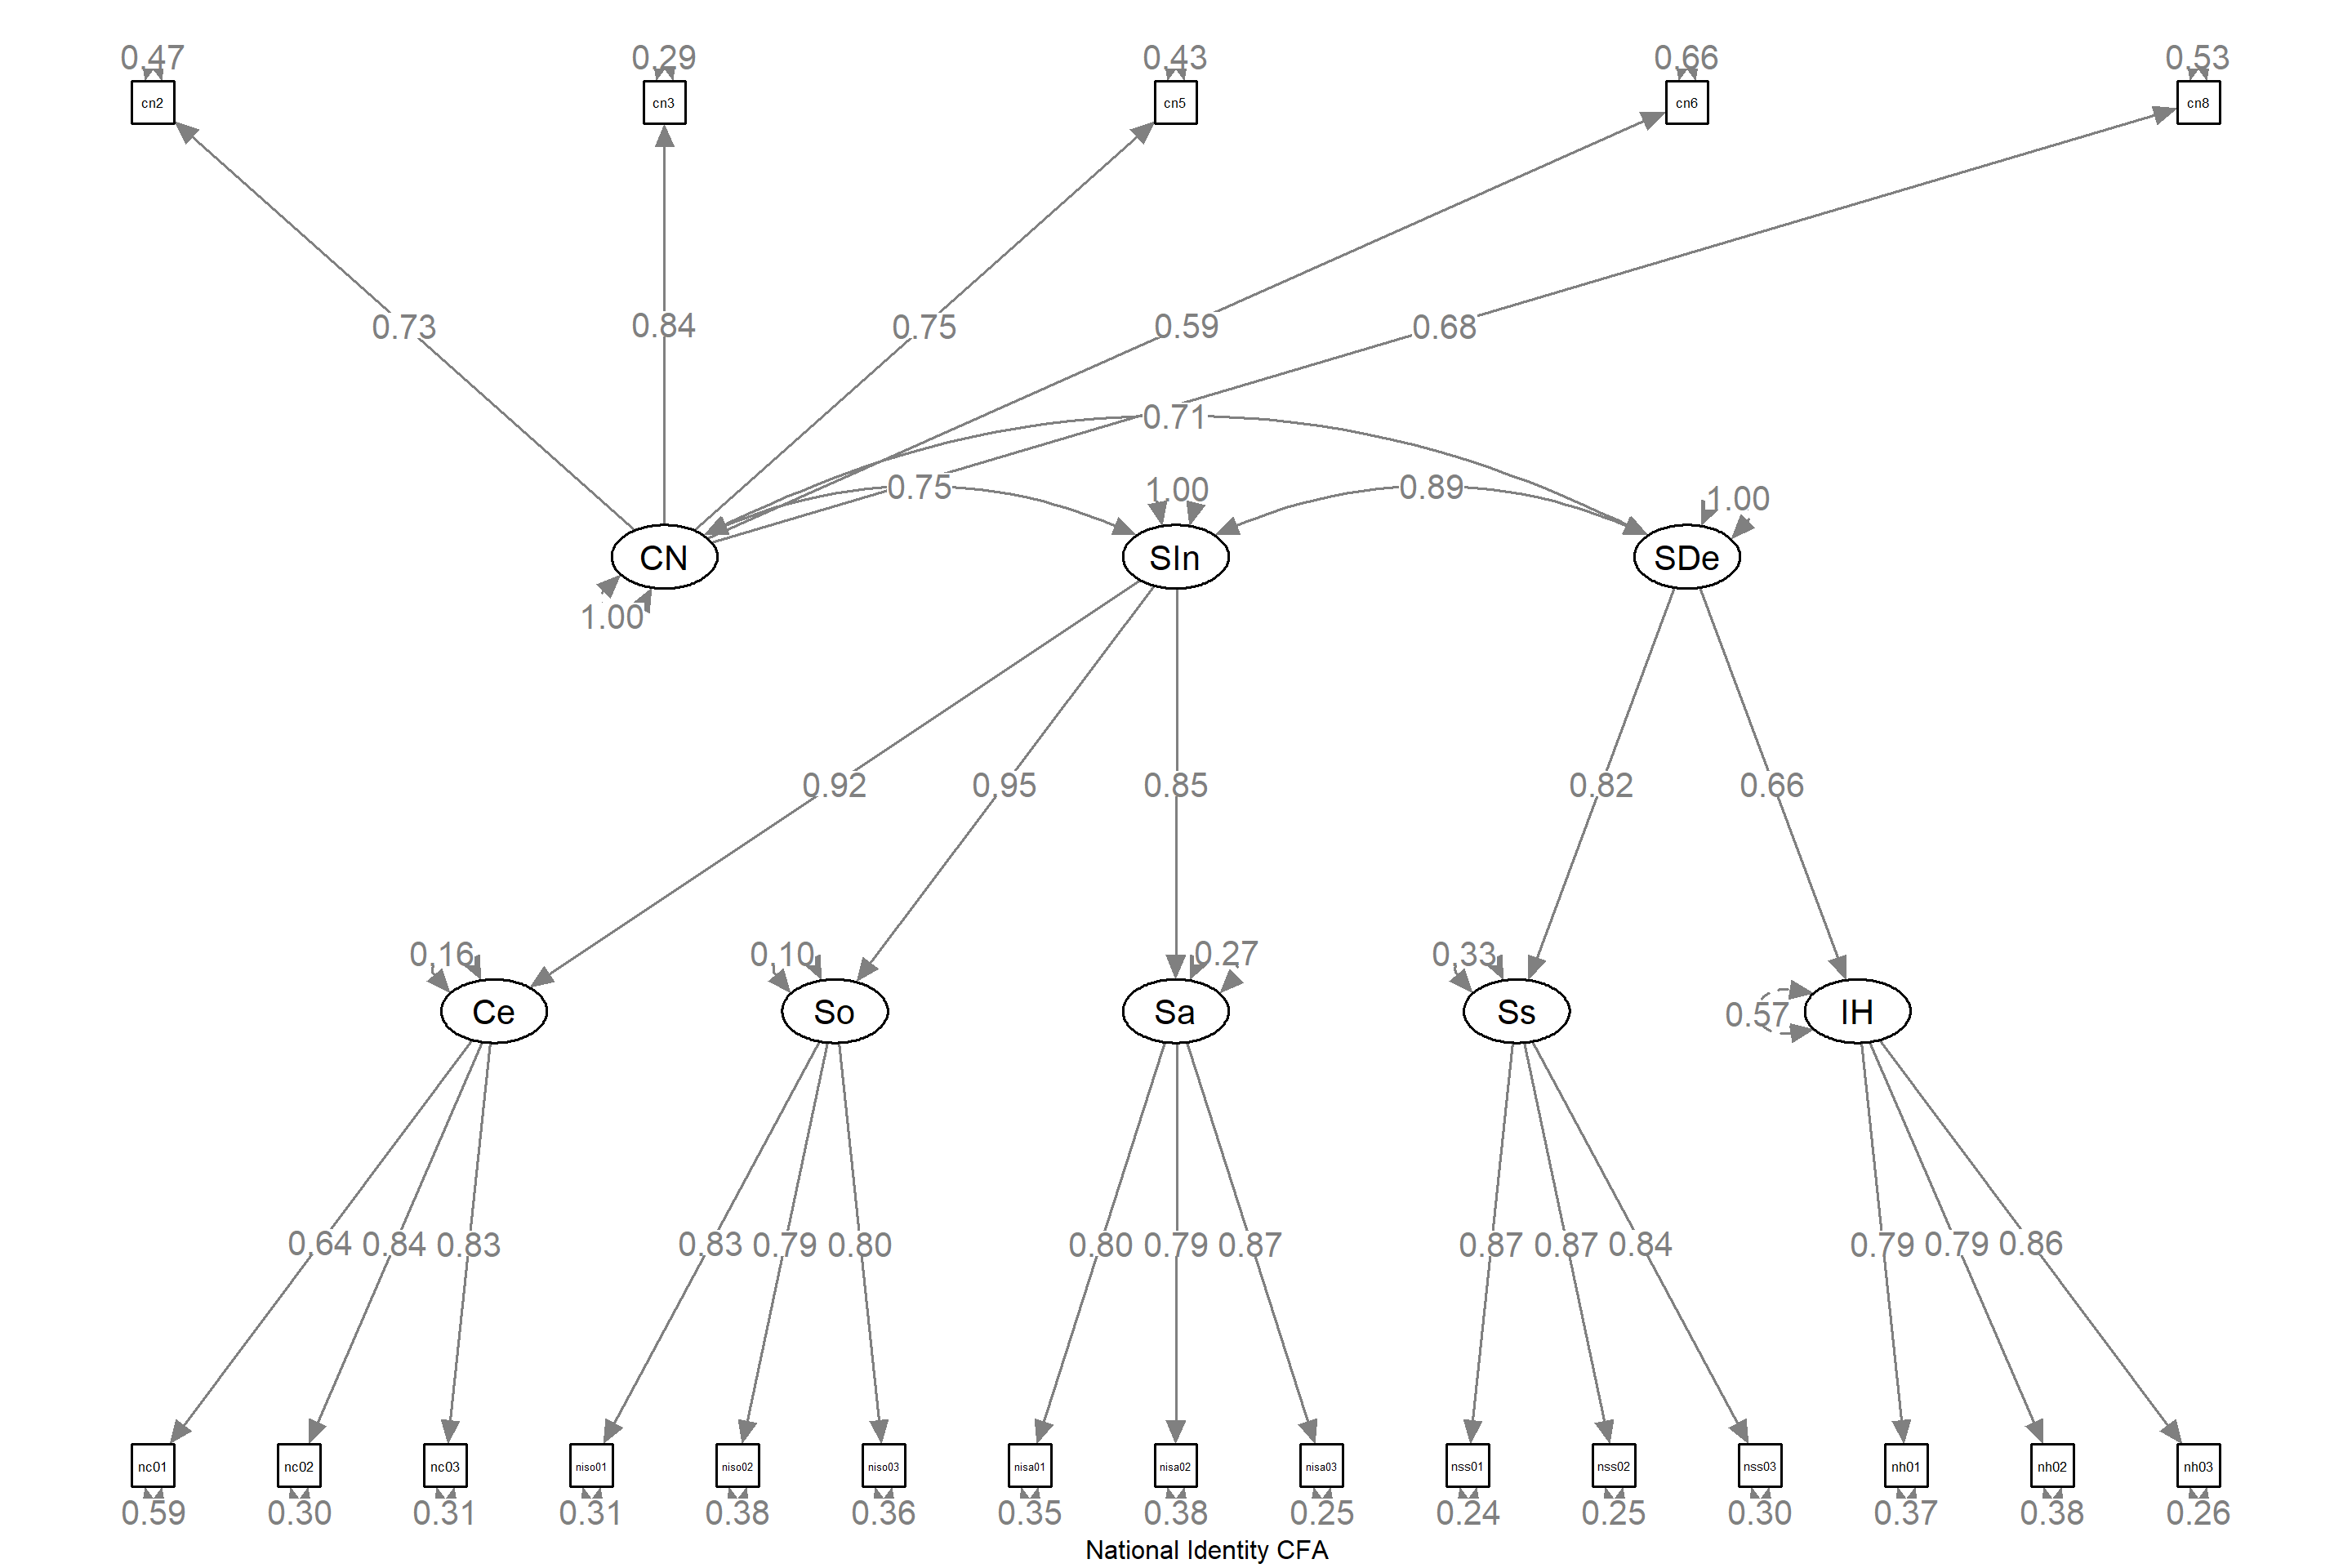 0.47 0.29 0.43 0.66 0.53
cn2 cn3 cn5 cn6 cn8
0.73 0.84 0.75 0.59 0.68
0.71
0.75 1.00 0.89 1.00
CN SIn SDe
1.00
0.92 0.95 0.85 0.82 0.66
0.16 0.10 0.27 0.33
Ce So Sa Ss 0.57 IH
0.64 0.84 0.83 0.83 0.79 0.80 0.80 0.79 0.87 0.87 0.87 0.84 0.79 0.79 0.86
nc01 nc02 nc03 niso01 niso02 niso03 nisa01 nisa02 nisa03 nss01 nss02 nss03 nh01 nh02 nh03
0.59 0.30 0.31 0.31 0.38 0.36 0.35 0.38 0.25 0.24 0.25 0.30 0.37 0.38 0.26
National Identity CFA